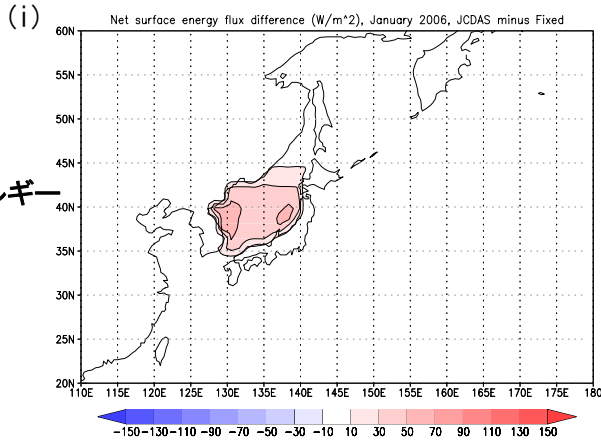 (i)
Net surface energy flux difference (W/m^2), January 2006, JCDAS minus Fixed
60N
55N
50N
45N
ルギー
40N
35N
30N
25N
20N
110E 115E 120E 125E 130E 135E 140E 145E 150E 155E 160E 165E 170E 175E 180
-150 -130 -110 -90 -70 -50 -30 -10 10 30 50 70 90 110 130 150